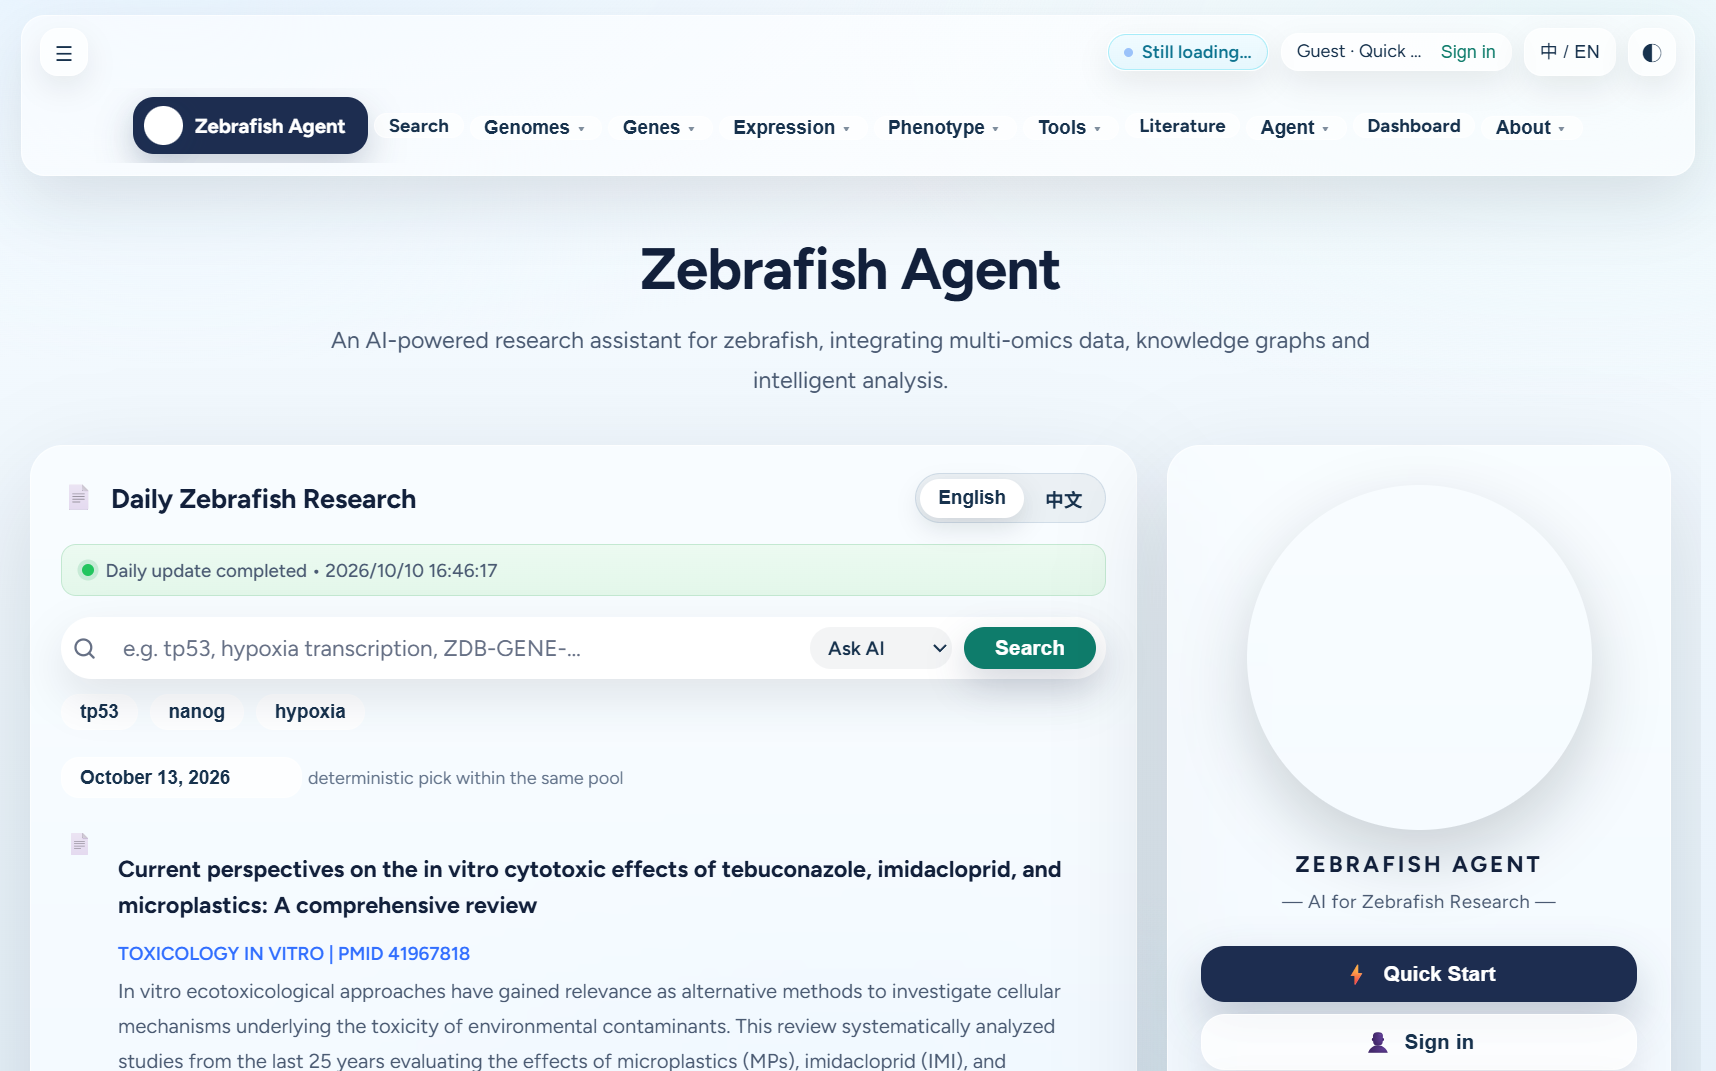 ☰
Still loading...
Guest · Quick ...
Sign in
中 / EN
Zebrafish Agent
Search
Genomes
Genes
Expression
Phenotype
Tools
Literature
Agent
Dashboard
About
Zebrafish Agent
An AI-powered research assistant for zebrafish, integrating multi-omics data, knowledge graphs and
intelligent analysis.
Daily Zebrafish Research
English
中文
Daily update completed • 2026/10/10 16:46:17
e.g. tp53, hypoxia transcription, ZDB-GENE-...
Ask AI
Search
tp53
nanog
hypoxia
October 13, 2026
deterministic pick within the same pool
Current perspectives on the in vitro cytotoxic effects of tebuconazole, imidacloprid, and
microplastics: A comprehensive review
TOXICOLOGY IN VITRO | PMID 41967818
In vitro ecotoxicological approaches have gained relevance as alternative methods to investigate cellular
mechanisms underlying the toxicity of environmental contaminants. This review systematically analyzed
studies from the last 25 years evaluating the effects of microplastics (MPs), imidacloprid (IMI), and
ZEBRAFISH AGENT
— AI for Zebrafish Research —
Quick Start
Sign in